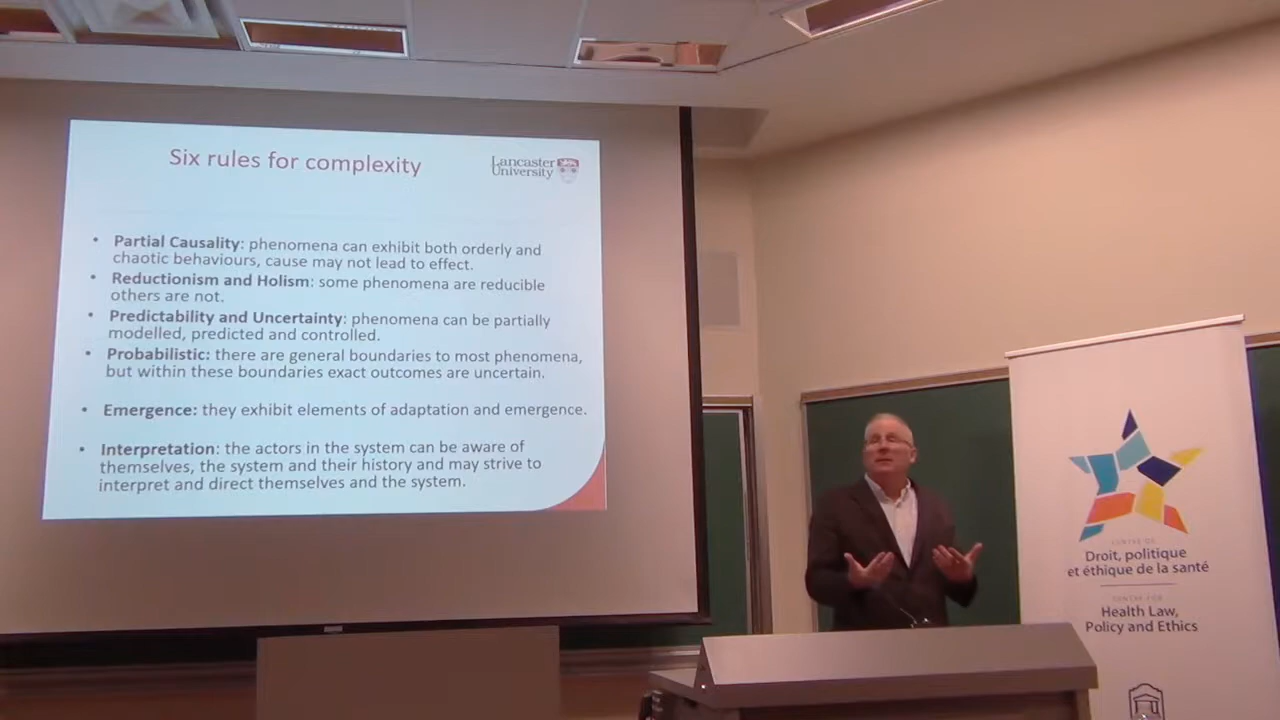 Six rules for complexity
Lancaster
University
• Partial Causality: phenomena can exhibit both orderly and
chaotic behaviours, cause may not lead to effect.
• Reductionism and Holism: some phenomena are reducible
others are not.
• Predictability and Uncertainty: phenomena can be partially
modelled, predicted and controlled.
• Probabilistic: there are general boundaries to most phenomena,
but within these boundaries exact outcomes are uncertain.
• Emergence: they exhibit elements of adaptation and emergence.
• Interpretation: the actors in the system can be aware of
themselves, the system and their history and may strive to
interpret and direct themselves and the system.
CENTRE DE
Droit, politique
et éthique de la santé
CENTRE FOR
Health Law,
Policy and Ethics